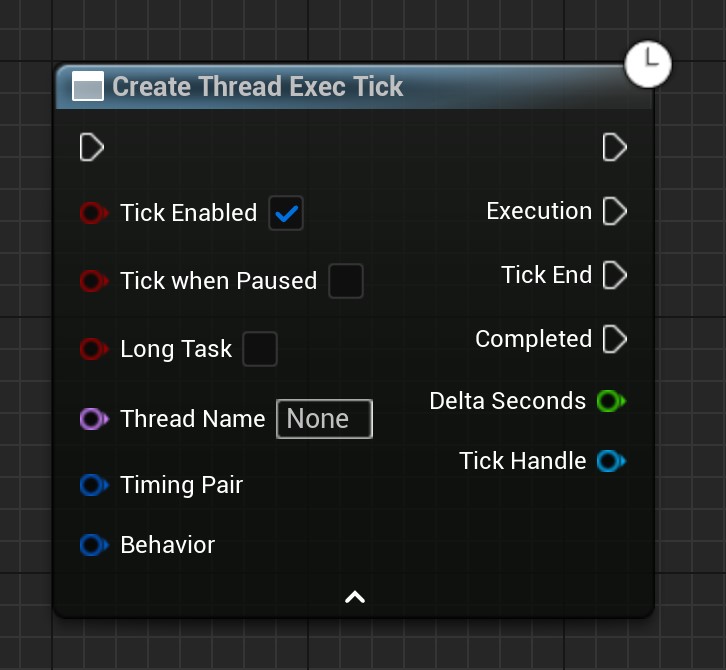 Create Thread Exec Tick
Tick Enabled
Execution
Tick when Paused
Tick End
Long Task
Completed
Thread Name None
Delta Seconds
Timing Pair
Tick Handle
Behavior